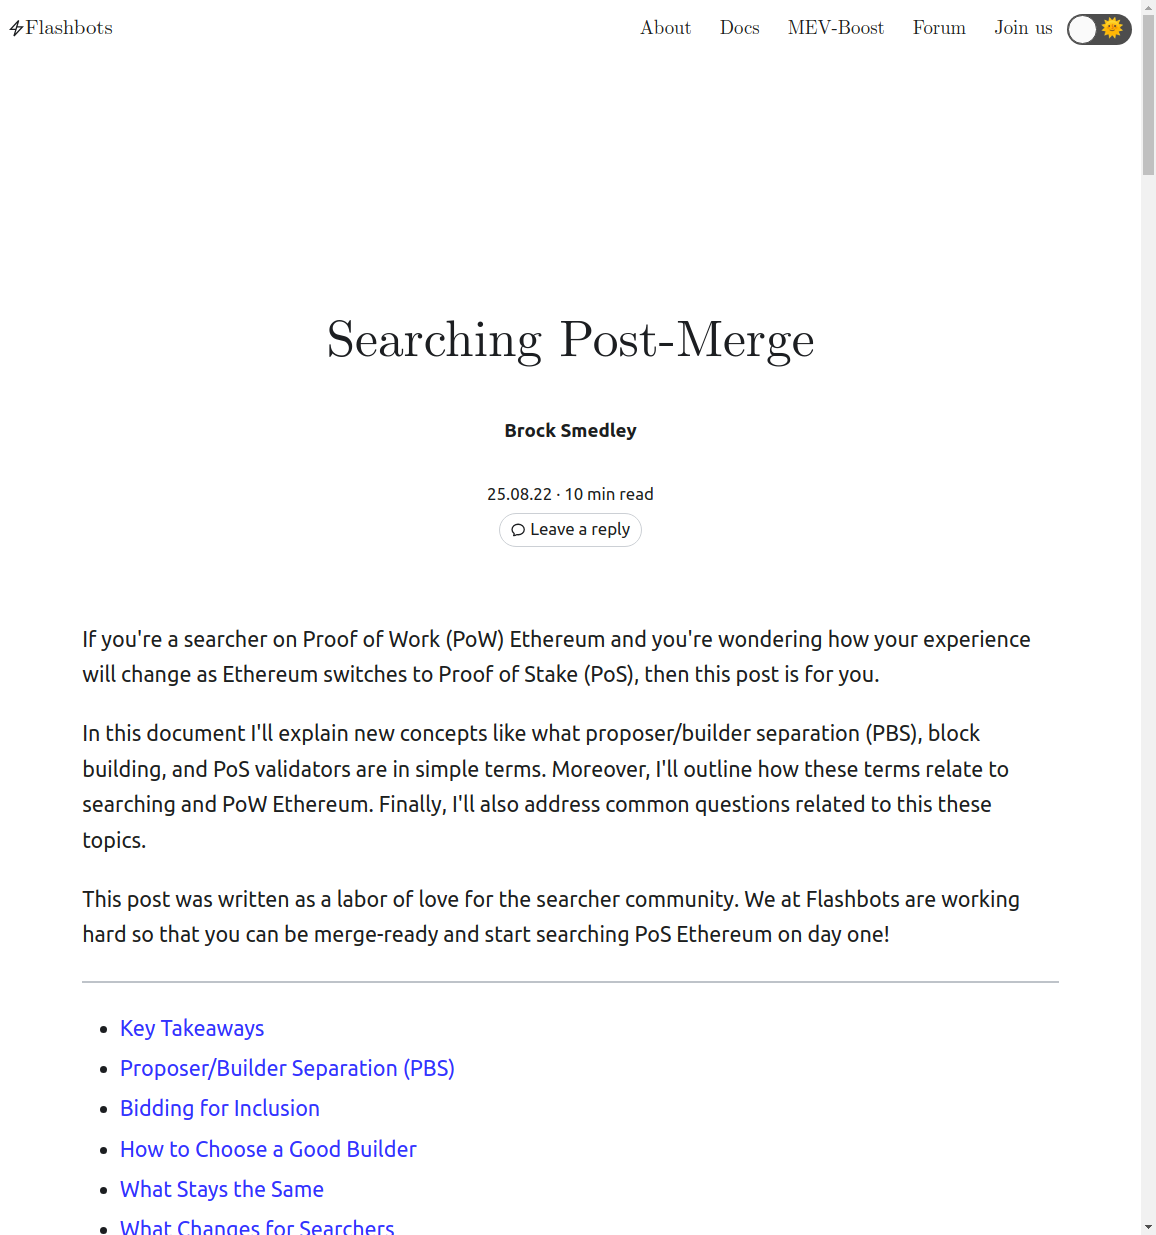 Flashbots
About Docs MEV-Boost Forum Join us
Searching Post-Merge
Brock Smedley
25.08.22 · 10 min read
Leave a reply
If you're a searcher on Proof of Work (PoW) Ethereum and you're wondering how your experience
will change as Ethereum switches to Proof of Stake (PoS), then this post is for you.
In this document I'll explain new concepts like what proposer/builder separation (PBS), block
building, and PoS validators are in simple terms. Moreover, I'll outline how these terms relate to
searching and PoW Ethereum. Finally, I'll also address common questions related to this these
topics.
This post was written as a labor of love for the searcher community. We at Flashbots are working
hard so that you can be merge-ready and start searching PoS Ethereum on day one!
Key Takeaways
Proposer/Builder Separation (PBS)
Bidding for Inclusion
How to Choose a Good Builder
What Stays the Same
What Changes for Searchers